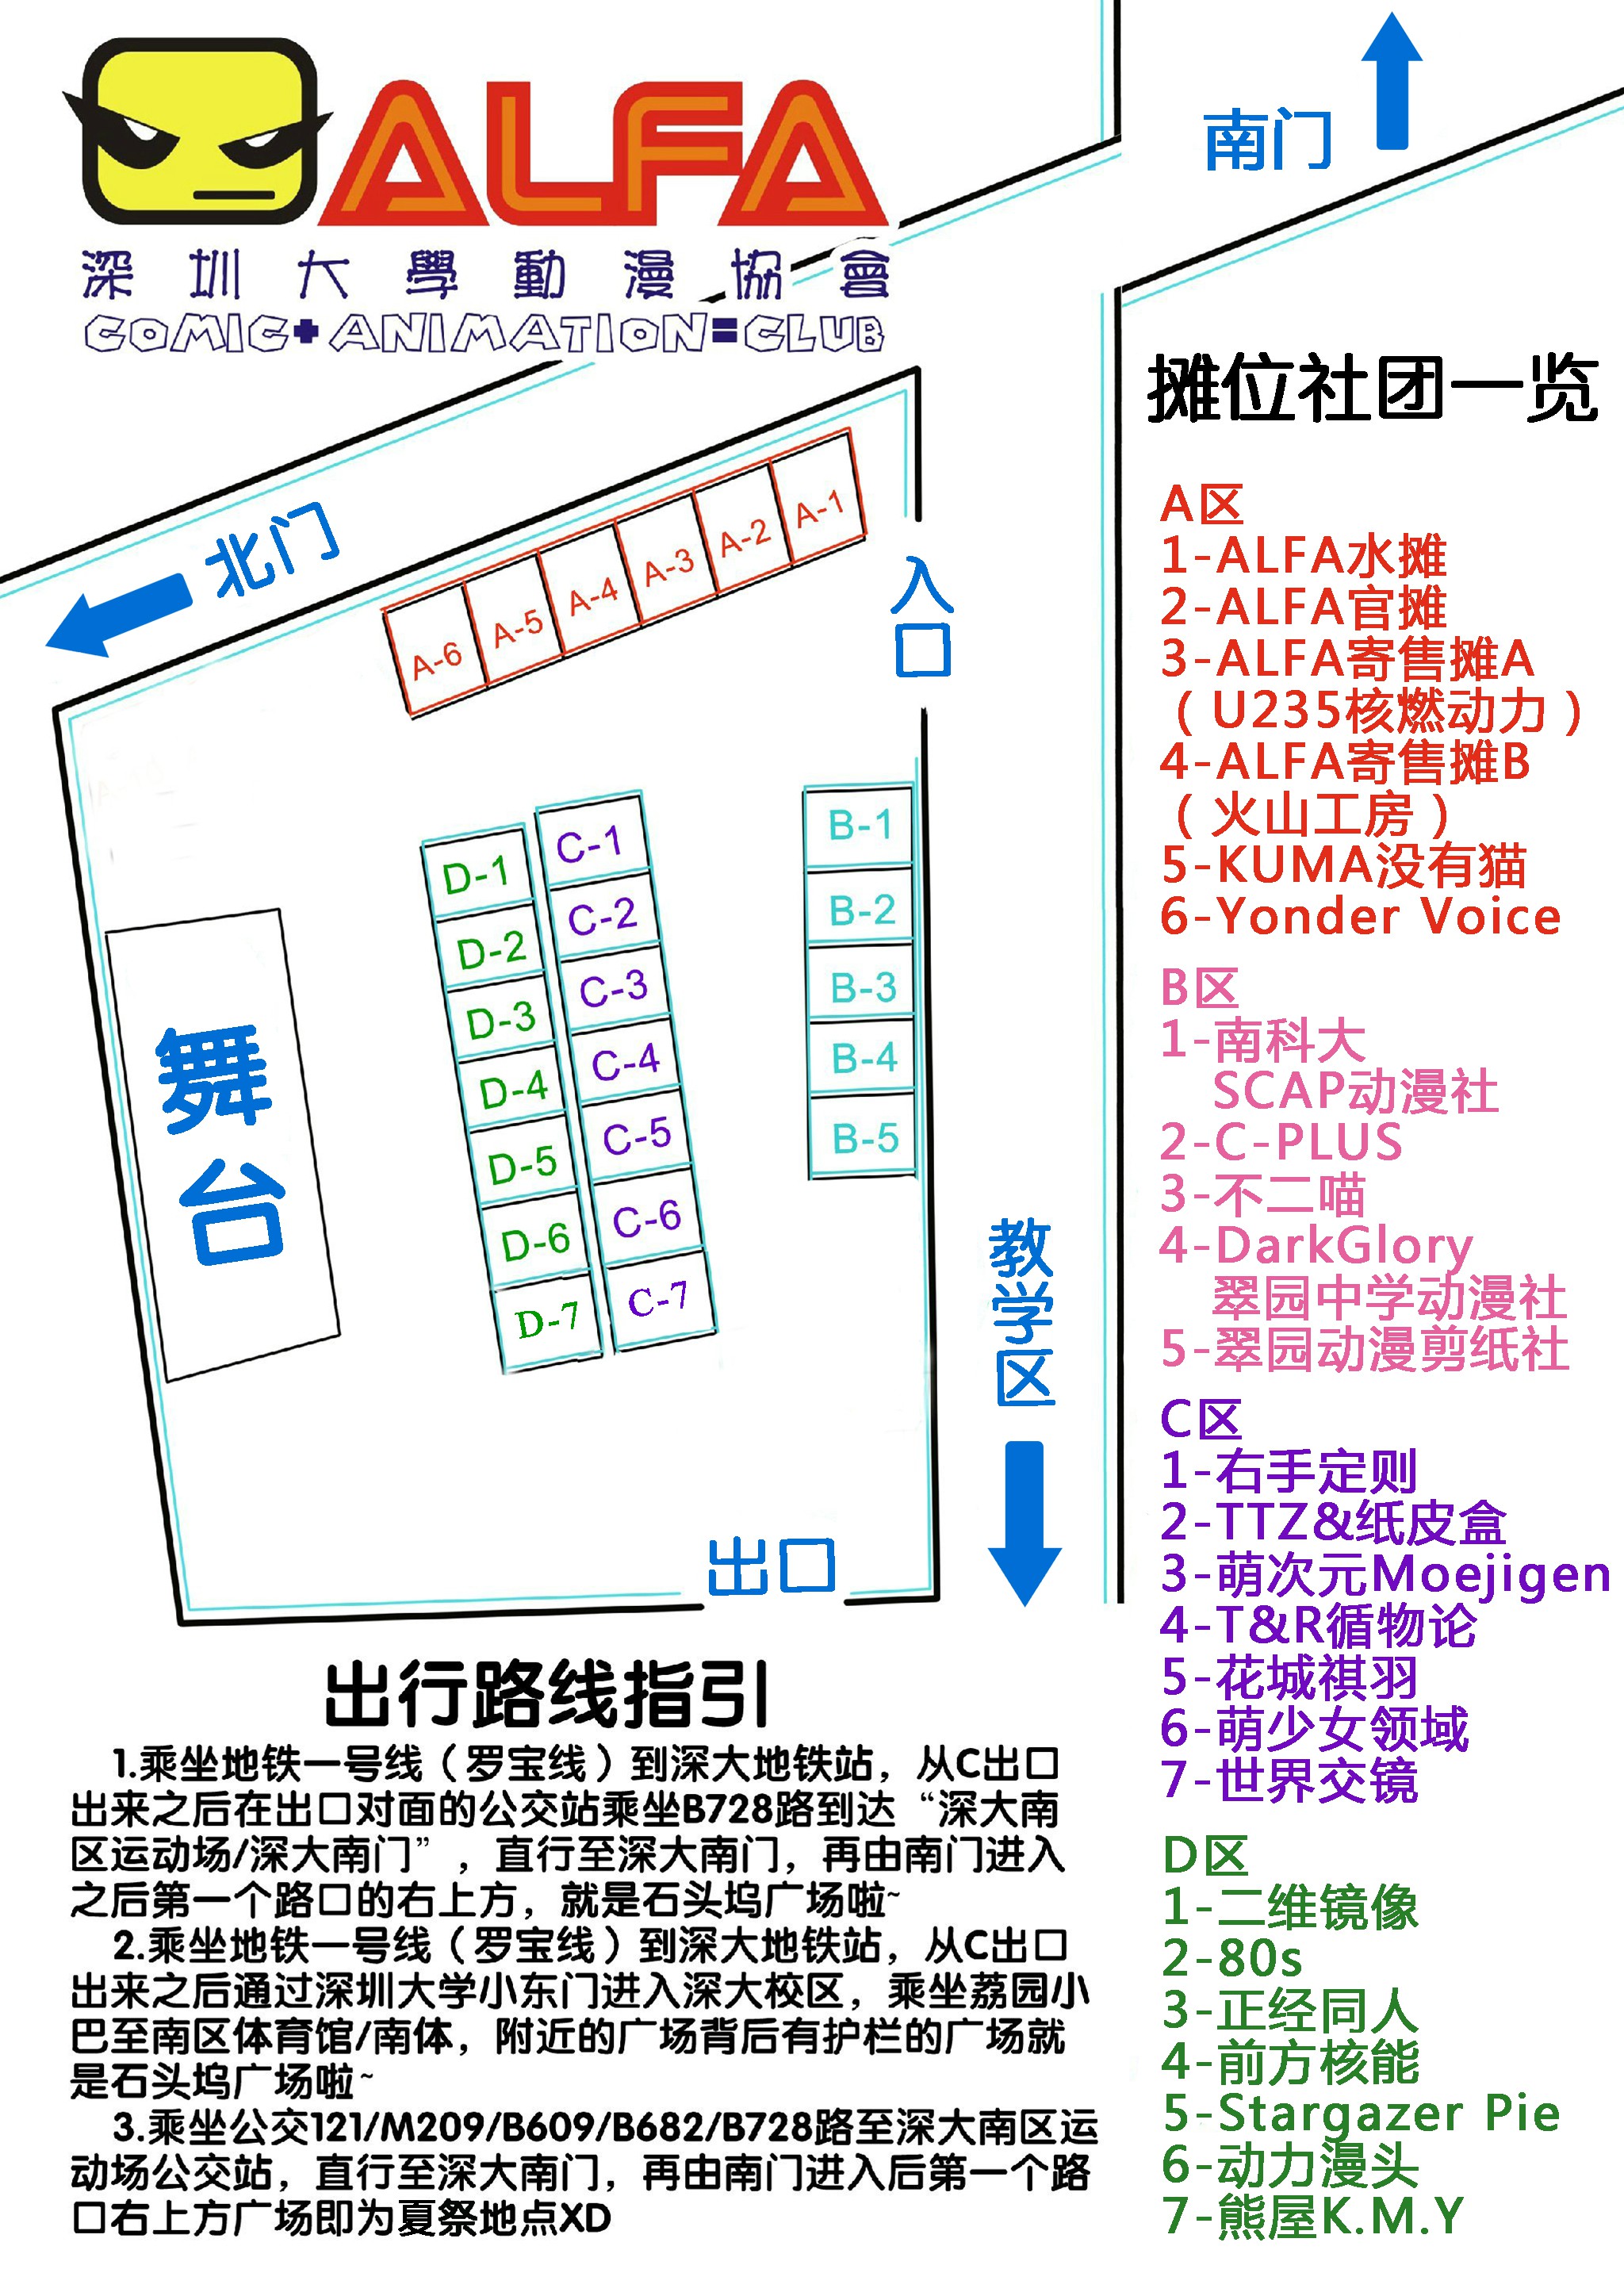 ALFA
深圳大學動漫協會
COMIC+ANIMATION=CLUB
南门
北门
入口
A-1
A-2
A-3
A-4
A-5
A-6
B-1
B-2
B-3
B-4
B-5
C-1
C-2
C-3
C-4
C-5
C-6
C-7
D-1
D-2
D-3
D-4
D-5
D-6
D-7
舞台
教学区
出口
摊位社团一览
A区
1-ALFA水摊
2-ALFA官摊
3-ALFA寄售摊A
（U235核燃动力）
4-ALFA寄售摊B
（火山工房）
5-KUMA没有猫
6-Yonder Voice
B区
1-南科大
SCAP动漫社
2-C-PLUS
3-不二喵
4-DarkGlory
翠园中学动漫社
5-翠园动漫剪纸社
C区
1-右手定则
2-TTZ&纸皮盒
3-萌次元Moejigen
4-T&R循物论
5-花城祺羽
6-萌少女领域
7-世界交镜
D区
1-二维镜像
2-80s
3-正经同人
4-前方核能
5-Stargazer Pie
6-动力漫头
7-熊屋K.M.Y
出行路线指引
1.乘坐地铁一号线（罗宝线）到深大地铁站，从C出口
出来之后在出口对面的公交站乘坐B728路到达“深大南
区运动场/深大南门”，直行至深大南门，再由南门进入
之后第一个路口的右上方，就是石头坞广场啦~
2.乘坐地铁一号线（罗宝线）到深大地铁站，从C出口
出来之后通过深圳大学小东门进入深大校区，乘坐荔园小
巴至南区体育馆/南体，附近的广场背后有护栏的广场就
是石头坞广场啦~
3.乘坐公交121/M209/B609/B682/B728路至深大南区运
动场公交站，直行至深大南门，再由南门进入后第一个路
口右上方广场即为夏祭地点XD